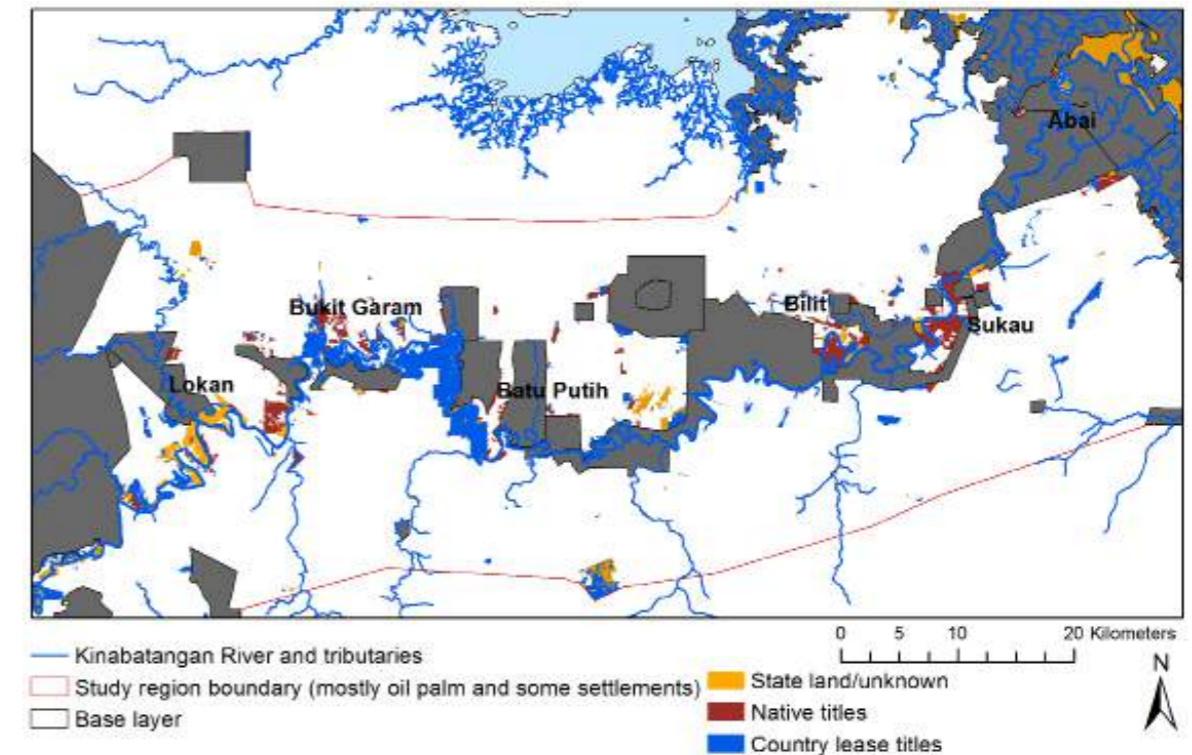 Abai
Bukit Garam
Bilit
Sukau
Lokan
Batu Putih
0 5 10 20 Kilometers
Kinabatangan River and tributaries
Study region boundary (mostly oil palm and some settlements)
Base layer
State land/unknown
Native titles
Country lease titles
N